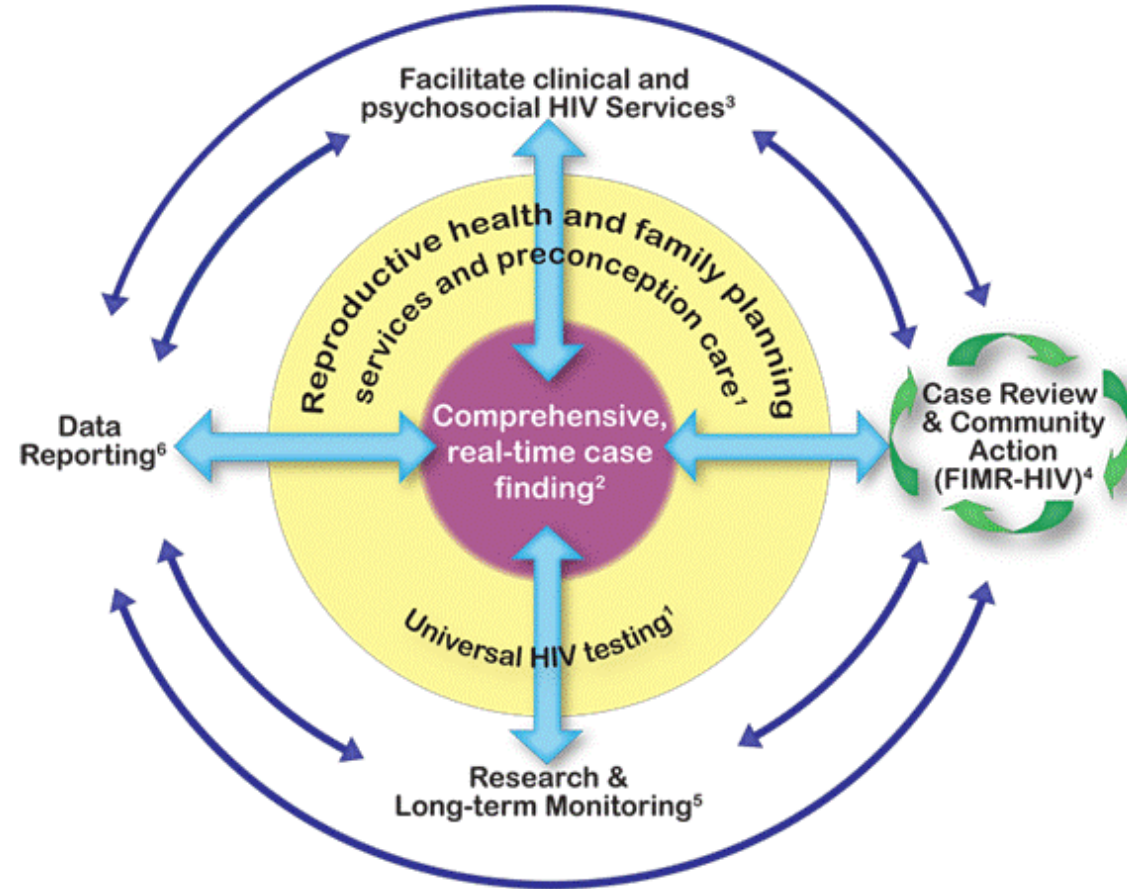 Facilitate clinical and
psychosocial HIV Services³
Reproductive health and family planning
services and preconception care¹
Comprehensive,
real-time case
finding²
Data
Reporting⁶
Case Review
& Community
Action
(FIMR-HIV)⁴
Universal HIV testing¹
Research &
Long-term Monitoring⁵